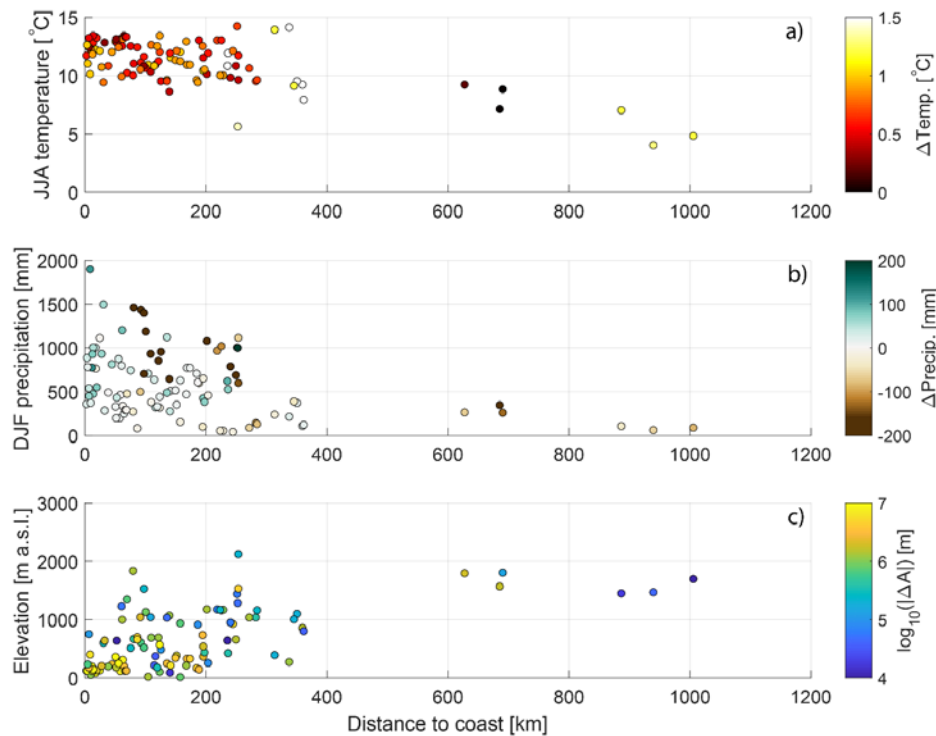 a)
15
10
5
0
JJA temperature [°C]
0 200 400 600 800 1000 1200
1.5
1
0.5
0
ΔTemp. [°C]
b)
2000
1500
1000
500
0
DJF precipitation [mm]
0 200 400 600 800 1000 1200
200
100
0
-100
-200
ΔPrecip. [mm]
c)
3000
2000
1000
0
Elevation [m a.s.l.]
0 200 400 600 800 1000 1200
Distance to coast [km]
7
6
5
4
log10(|ΔA|) [m]